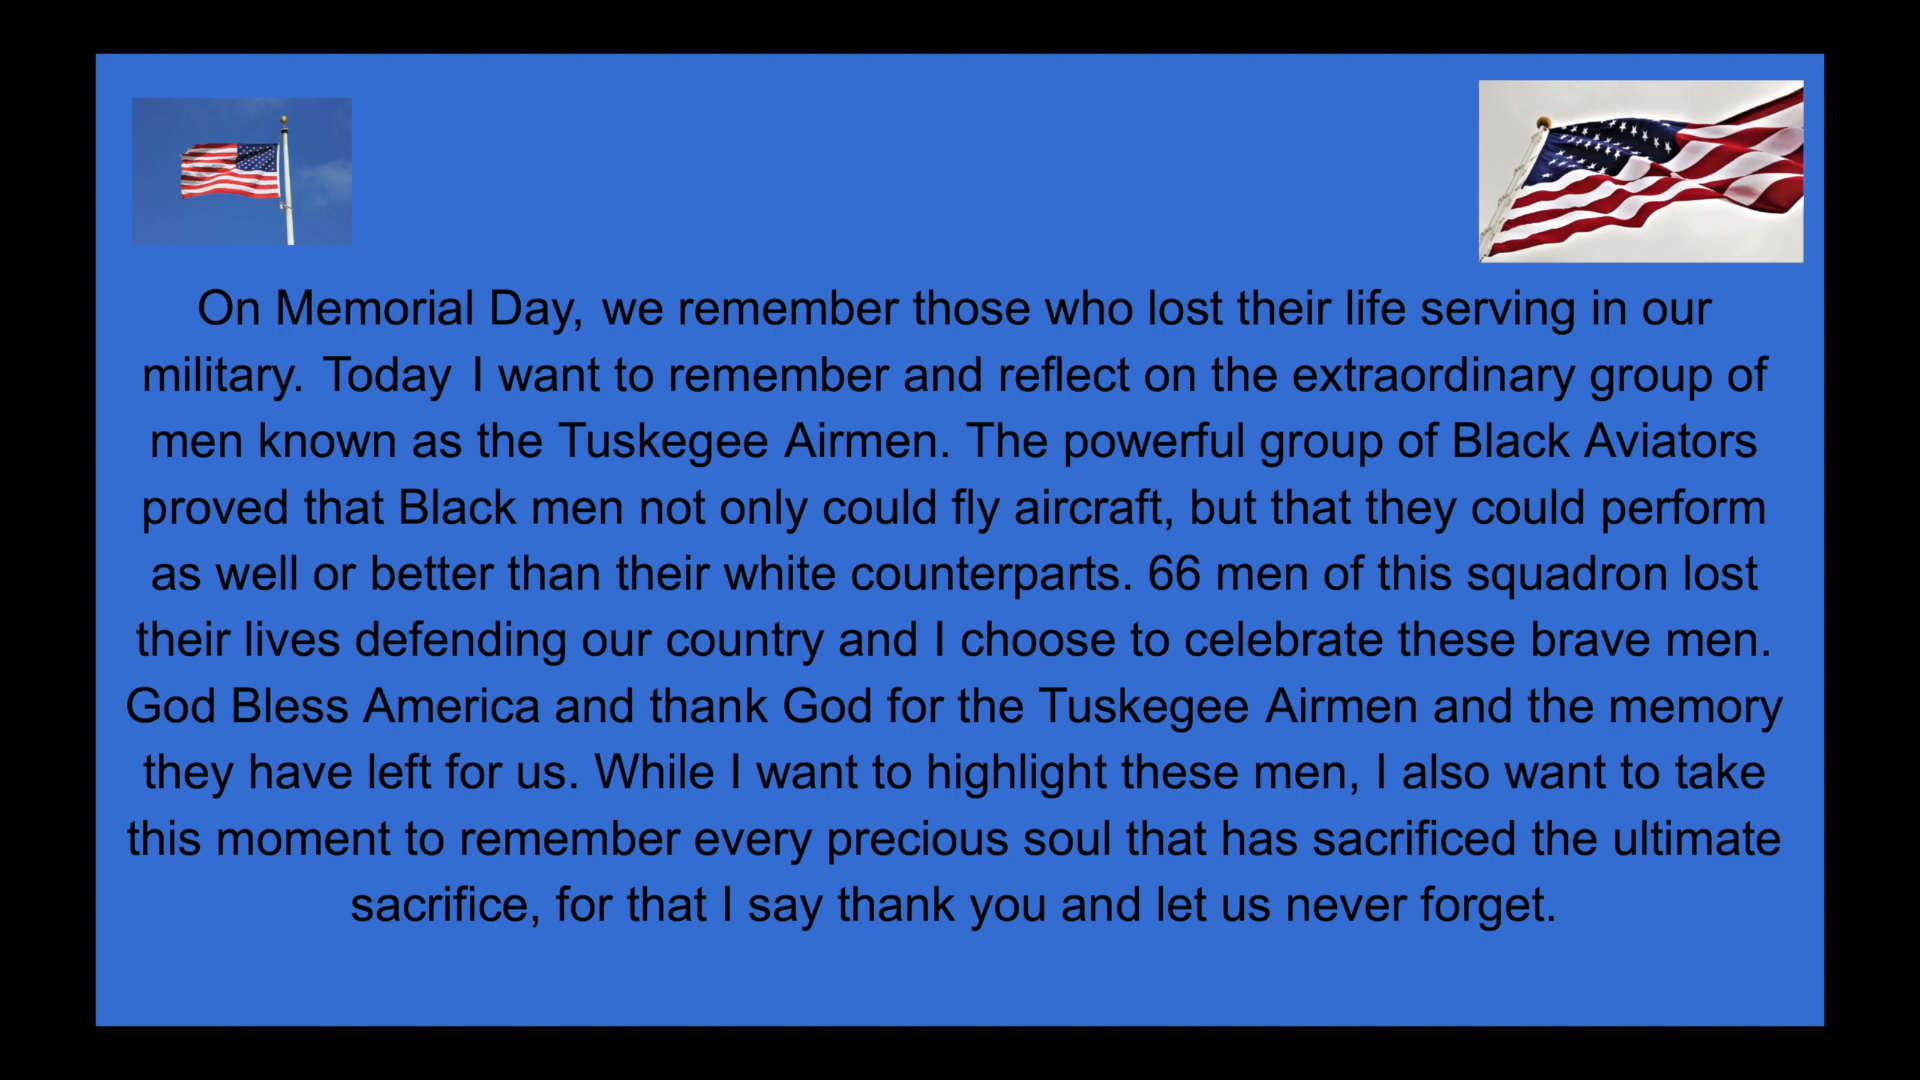 On Memorial Day, we remember those who lost their life serving in our
military. Today I want to remember and reflect on the extraordinary group of
men known as the Tuskegee Airmen. The powerful group of Black Aviators
proved that Black men not only could fly aircraft, but that they could perform
as well or better than their white counterparts. 66 men of this squadron lost
their lives defending our country and I choose to celebrate these brave men.
God Bless America and thank God for the Tuskegee Airmen and the memory
they have left for us. While I want to highlight these men, I also want to take
this moment to remember every precious soul that has sacrificed the ultimate
sacrifice, for that I say thank you and let us never forget.